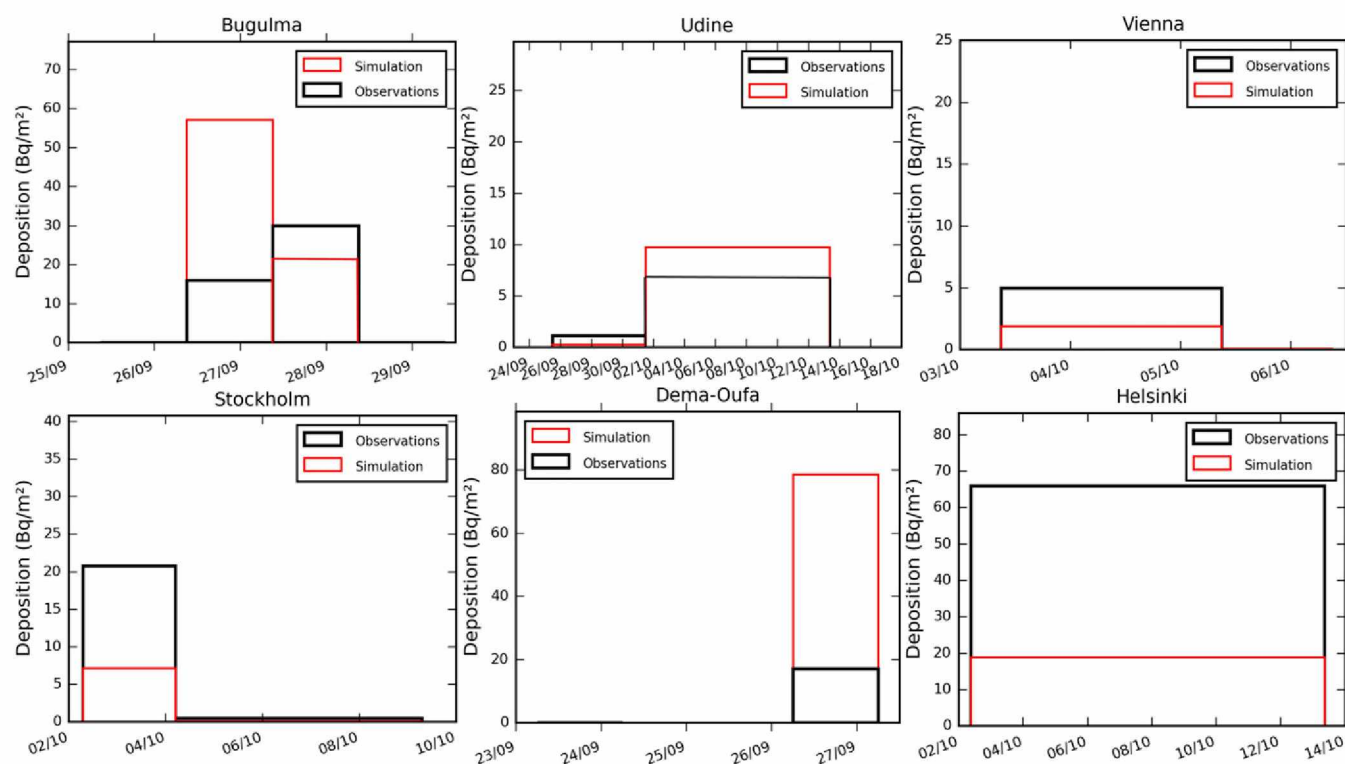 Bugulma
Deposition (Bq/m²)
70
60
50
40
30
20
10
0
Simulation
Observations
25/09 26/09 27/09 28/09 29/09
Udine
Deposition (Bq/m²)
25
20
15
10
5
0
Observations
Simulation
24/09 26/09 28/09 30/09 02/10 04/10 06/10 08/10 10/10 12/10 14/10 16/10 18/10
Vienna
Deposition (Bq/m²)
25
20
15
10
5
0
Observations
Simulation
03/10 04/10 05/10 06/10
Stockholm
Deposition (Bq/m²)
40
35
30
25
20
15
10
5
0
Observations
Simulation
02/10 04/10 06/10 08/10 10/10
Dema-Oufa
Deposition (Bq/m²)
80
60
40
20
0
Simulation
Observations
23/09 24/09 25/09 26/09 27/09
Helsinki
Deposition (Bq/m²)
80
70
60
50
40
30
20
10
0
Observations
Simulation
02/10 04/10 06/10 08/10 10/10 12/10 14/10